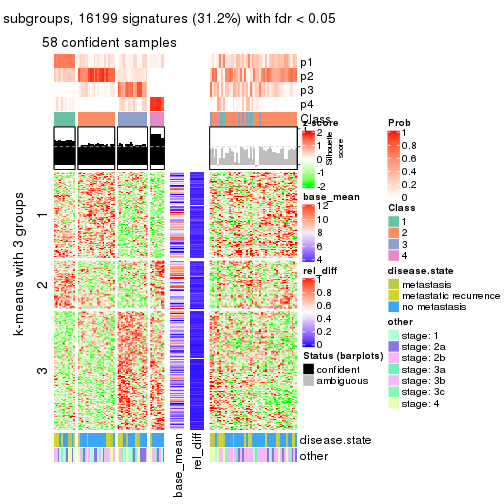 subgroups, 16199 signatures (31.2%) with fdr < 0.05
58 confident samples
p1
p2
p3
p4
Class
Silhouette
score
1
k-means with 3 groups
1
2
3
z-score
2
1
0
-1
-2
base_mean
12
10
8
6
4
rel_diff
1
0.8
0.6
0.4
0.2
0
Status (barplots)
confident
ambiguous
Prob
1
0.8
0.6
0.4
0.2
0
Class
1
2
3
4
disease.state
metastasis
metastatic recurrence
no metastasis
other
stage: 1
stage: 2a
stage: 2b
stage: 3a
stage: 3b
stage: 3c
stage: 4
disease.state
other
base_mean
rel_diff